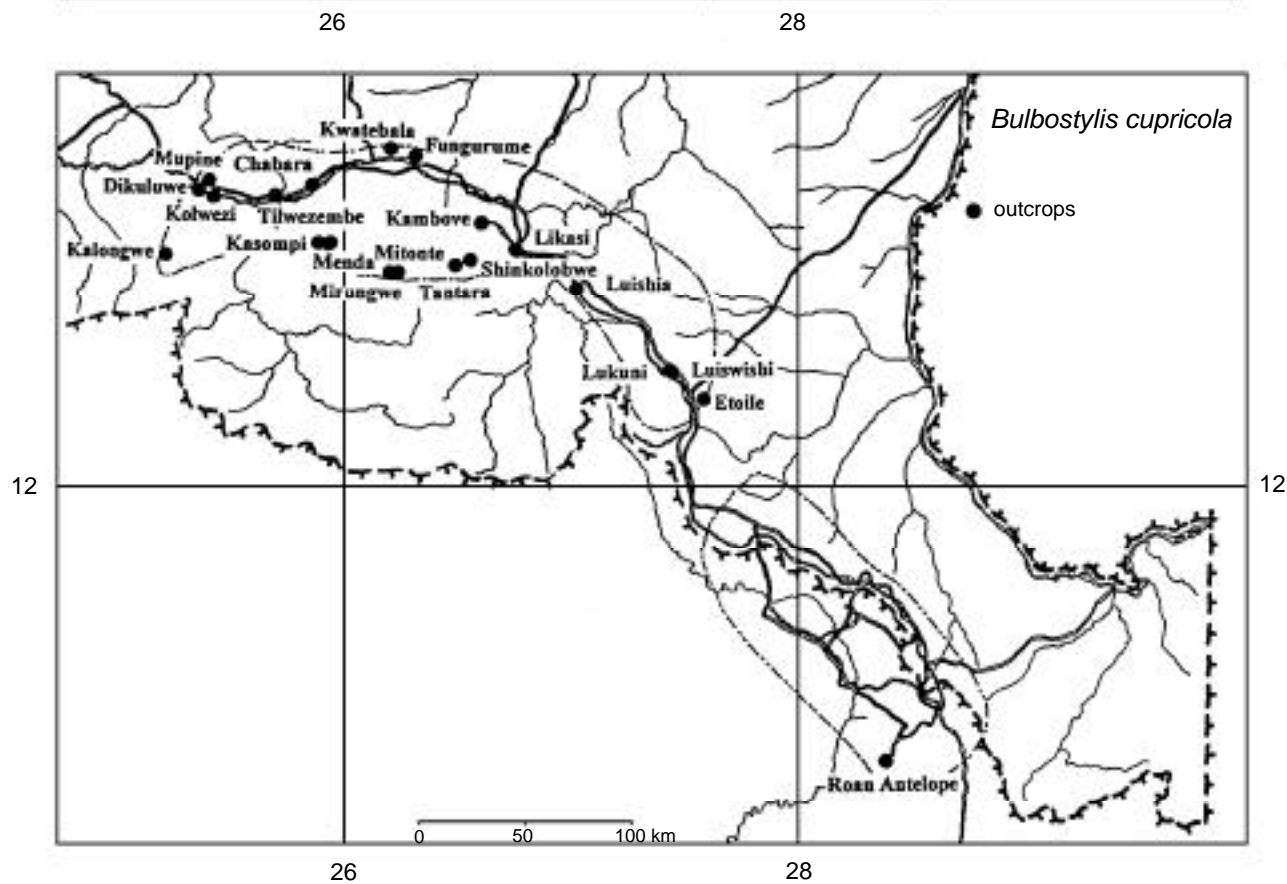 26 28
Bulbostylis cupricola
Kwatebala
Fungurume
Mupine
Chabara
Dikuluwe
outcrops
Kolwezi
Tilwezembe
Kambove
Likasi
Kalongwe
Kasompi
Menda
Mitonte
Shinkolobwe
Luishia
Mirungwe
Tantara
Lukuni
Luiswishi
Etoile
12 12
Roan Antelope
0 50 100 km
26 28